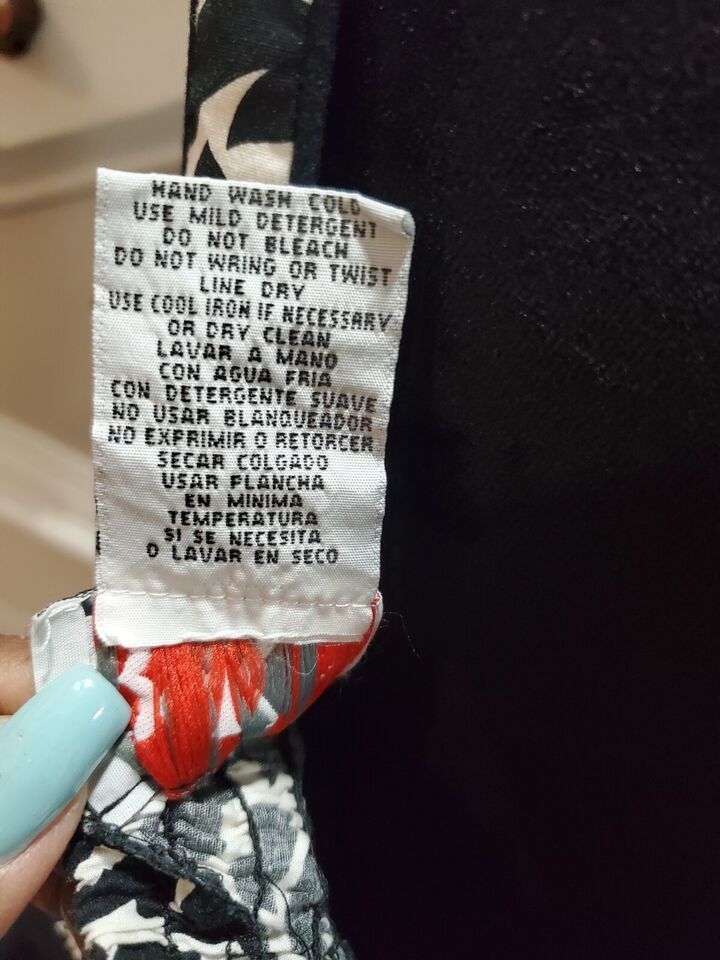 HAND WASH COLD
USE MILD DETERGENT
DO NOT BLEACH
DO NOT WRING OR TWIST
LINE DRY
USE COOL IRON IF NECESSARY
OR DRY CLEAN
LAVAR A MANO
CON AGUA FRIA
CON DETERGENTE SUAVE
NO USAR BLANQUEADOR
NO EXPRIMIR O RETORCER
SECAR COLGADO
USAR PLANCHA
EN MINIMA
TEMPERATURA
SI SE NECESITA
O LAVAR EN SECO